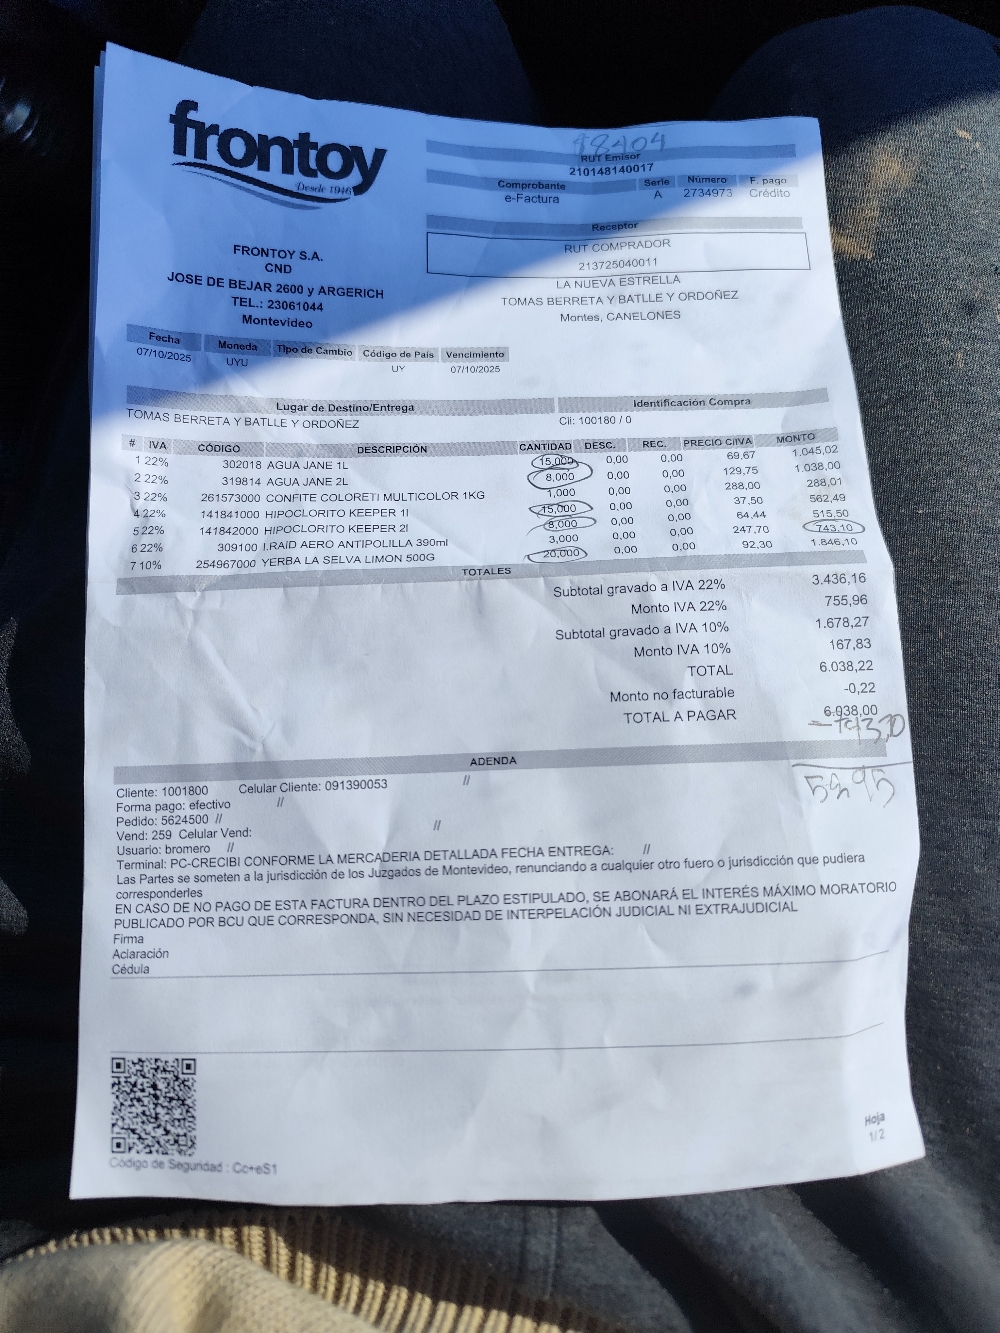 frontoy
Desde 1946
$8404
RUT Emisor
210148140017
Comprobante Serie Número F. pago
e-Factura A 2734973 Crédito
Receptor
RUT COMPRADOR
213725040011
LA NUEVA ESTRELLA
TOMAS BERRETA Y BATLLE Y ORDOÑEZ
Montes, CANELONES
FRONTOY S.A.
CND
JOSE DE BEJAR 2600 y ARGERICH
TEL.: 23061044
Montevideo
Fecha Moneda Tipo de Cambio Código de País Vencimiento
07/10/2025 UYU UY 07/10/2025
Lugar de Destino/Entrega Identificación Compra
TOMAS BERRETA Y BATLLE Y ORDOÑEZ Cli: 100180 / 0
# IVA CÓDIGO DESCRIPCIÓN CANTIDAD DESC. REC. PRECIO C/IVA MONTO
1 22% 302018 AGUA JANE 1L 15,000 0,00 0,00 69,67 1.045,02
2 22% 319814 AGUA JANE 2L 8,000 0,00 0,00 129,75 1.038,00
3 22% 261573000 CONFITE COLORETI MULTICOLOR 1KG 1,000 0,00 0,00 288,00 288,01
4 22% 141841000 HIPOCLORITO KEEPER 1l 15,000 0,00 0,00 37,50 562,49
5 22% 141842000 HIPOCLORITO KEEPER 2l 8,000 0,00 0,00 64,44 515,50
6 22% 309100 I.RAID AERO ANTIPOLILLA 390ml 3,000 0,00 0,00 247,70 743,10
7 10% 254967000 YERBA LA SELVA LIMON 500G 20,000 0,00 0,00 92,30 1.846,10
TOTALES
Subtotal gravado a IVA 22% 3.436,16
Monto IVA 22% 755,96
Subtotal gravado a IVA 10% 1.678,27
Monto IVA 10% 167,83
TOTAL 6.038,22
Monto no facturable -0,22
TOTAL A PAGAR 6.038,00
ADENDA
Cliente: 1001800 Celular Cliente: 091390053 //
Forma pago: efectivo //
Pedido: 5624500 //
Vend: 259 Celular Vend: //
Usuario: bromero //
Terminal: PC-CRECIBI CONFORME LA MERCADERIA DETALLADA FECHA ENTREGA: //
Las Partes se someten a la jurisdicción de los Juzgados de Montevideo, renunciando a cualquier otro fuero o jurisdicción que pudiera
corresponderles
EN CASO DE NO PAGO DE ESTA FACTURA DENTRO DEL PLAZO ESTIPULADO, SE ABONARÁ EL INTERÉS MÁXIMO MORATORIO
PUBLICADO POR BCU QUE CORRESPONDA, SIN NECESIDAD DE INTERPELACIÓN JUDICIAL NI EXTRAJUDICIAL
Firma
Aclaración
Cédula
Código de Seguridad : Cc+eS1
Hoja
1/2